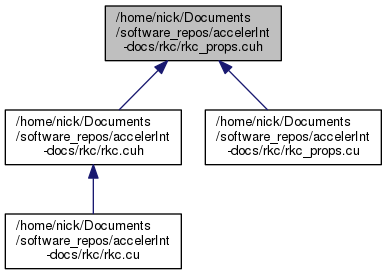 /home/nick/Documents
/software_repos/accelerInt
-docs/rkc/rkc_props.cuh
/home/nick/Documents
/software_repos/accelerInt
-docs/rkc/rkc.cuh
/home/nick/Documents
/software_repos/accelerInt
-docs/rkc/rkc_props.cu
/home/nick/Documents
/software_repos/accelerInt
-docs/rkc/rkc.cu